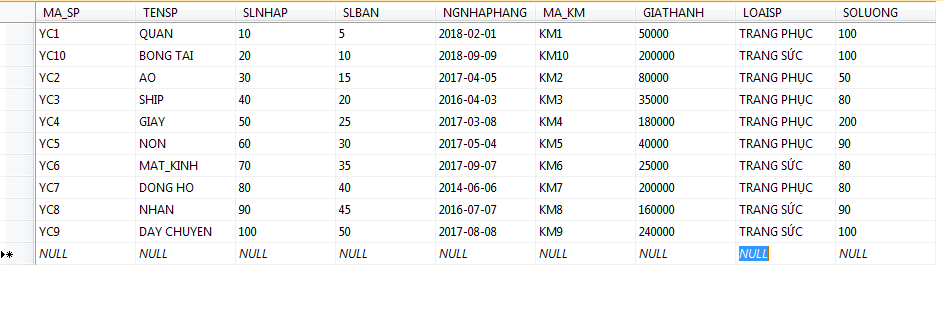 MA_SP TENSP SLNHAP SLBAN NGNHAPHANG MA_KM GIATHANH LOAISP SOLUONG
YC1 QUAN 10 5 2018-02-01 KM1 50000 TRANG PHỤC 100
YC10 BONG TAI 20 10 2018-09-09 KM10 200000 TRANG SỨC 100
YC2 AO 30 15 2017-04-05 KM2 80000 TRANG PHỤC 50
YC3 SHIP 40 20 2016-04-03 KM3 35000 TRANG PHỤC 80
YC4 GIAY 50 25 2017-03-08 KM4 180000 TRANG PHỤC 200
YC5 NON 60 30 2017-05-04 KM5 40000 TRANG PHỤC 90
YC6 MAT_KINH 70 35 2017-09-07 KM6 25000 TRANG SỨC 80
YC7 DONG HO 80 40 2014-06-06 KM7 200000 TRANG PHỤC 80
YC8 NHAN 90 45 2016-07-07 KM8 160000 TRANG SỨC 90
YC9 DAY CHUYEN 100 50 2017-08-08 KM9 240000 TRANG SỨC 100
NULL NULL NULL NULL NULL NULL NULL NULL NULL